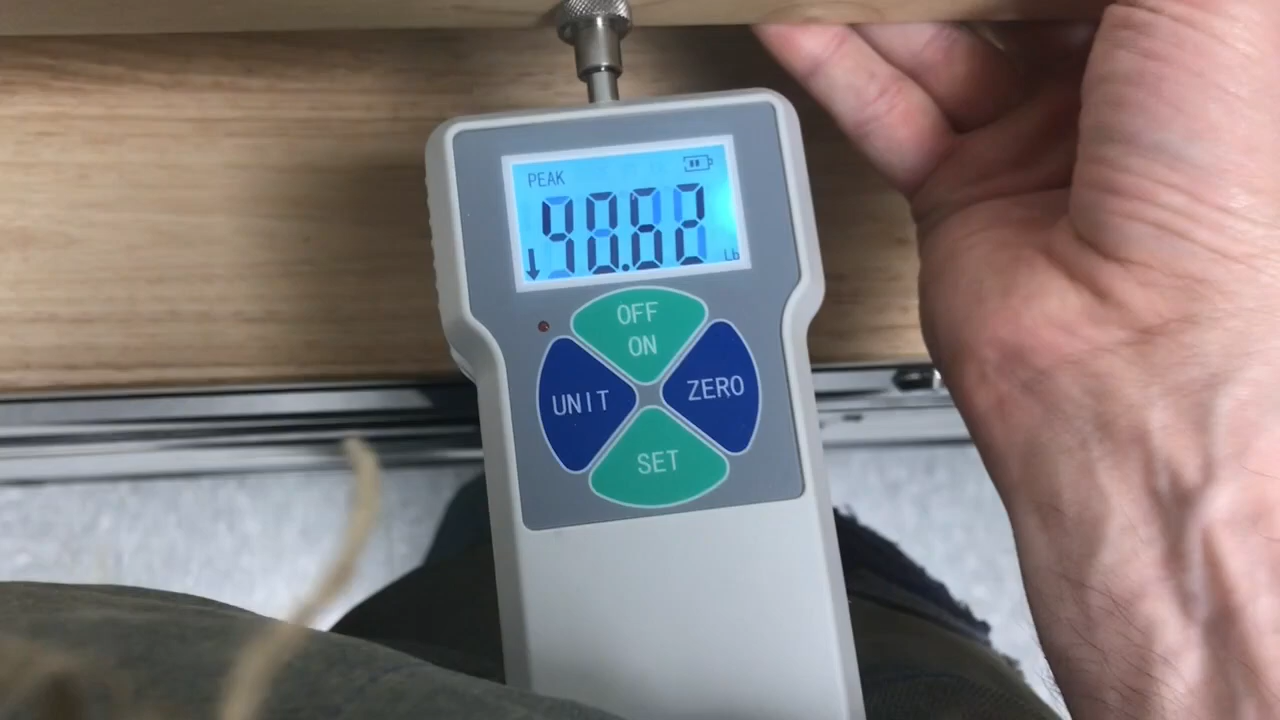 PEAK
Lb
OFF
ON
UNIT
ZERO
SET